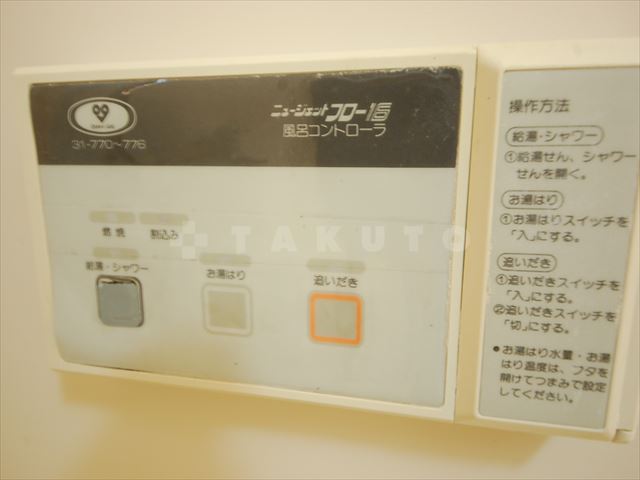 ニュージェットフロー16
31-770〜776
風呂コントローラ
燃焼
割込み
TAKUTO
給湯・シャワー
お湯はり
追いだき
操作方法
給湯・シャワー
①給湯せん、シャワー
せんを開く。
お湯はり
①お湯はりスイッチを
「入」にする。
追いだき
①追いだきスイッチを
「入」にする。
②追いだきスイッチを
「切」にする。
●お湯はり水量・お湯
はり温度は、フタを
開けてつまみで設定
してください。